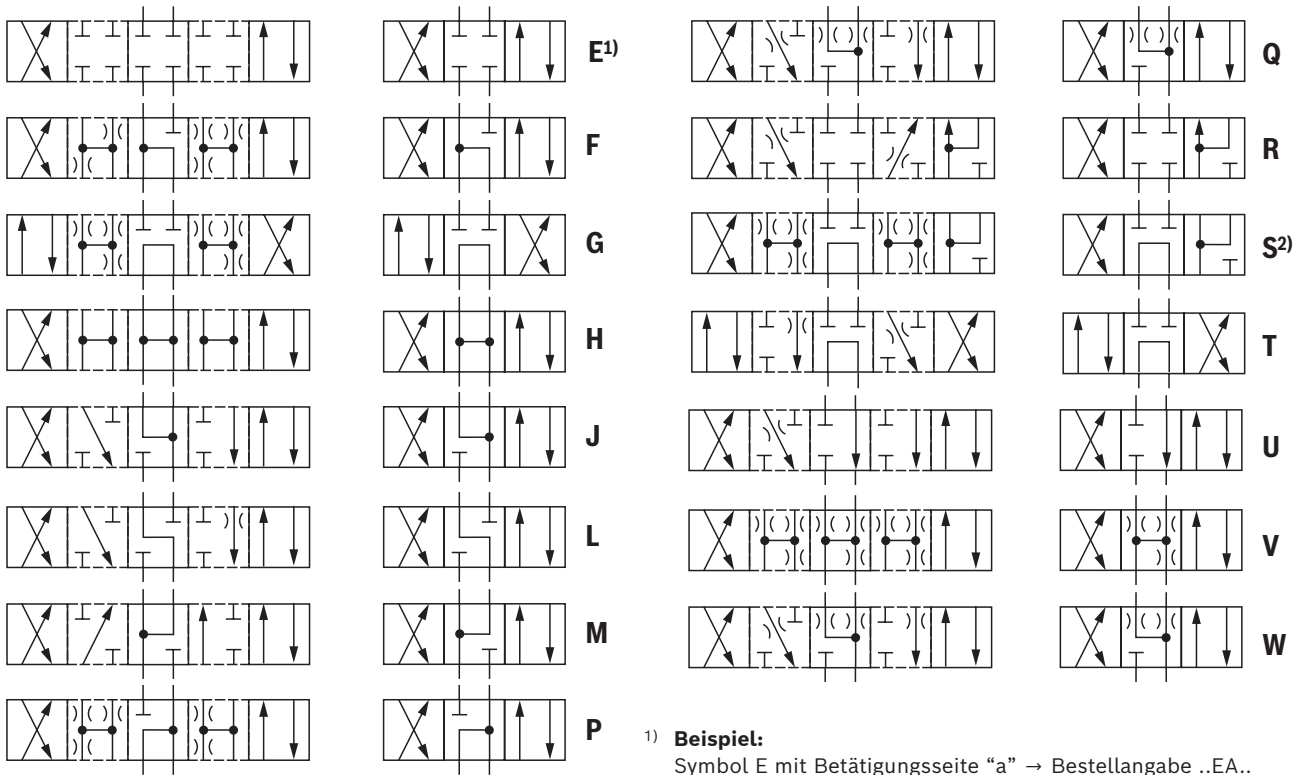 E1)
F
G
H
J
L
M
P
Q
R
S2)
T
U
V
W
1) Beispiel:
Symbol E mit Betätigungsseite “a” → Bestellangabe ..EA..